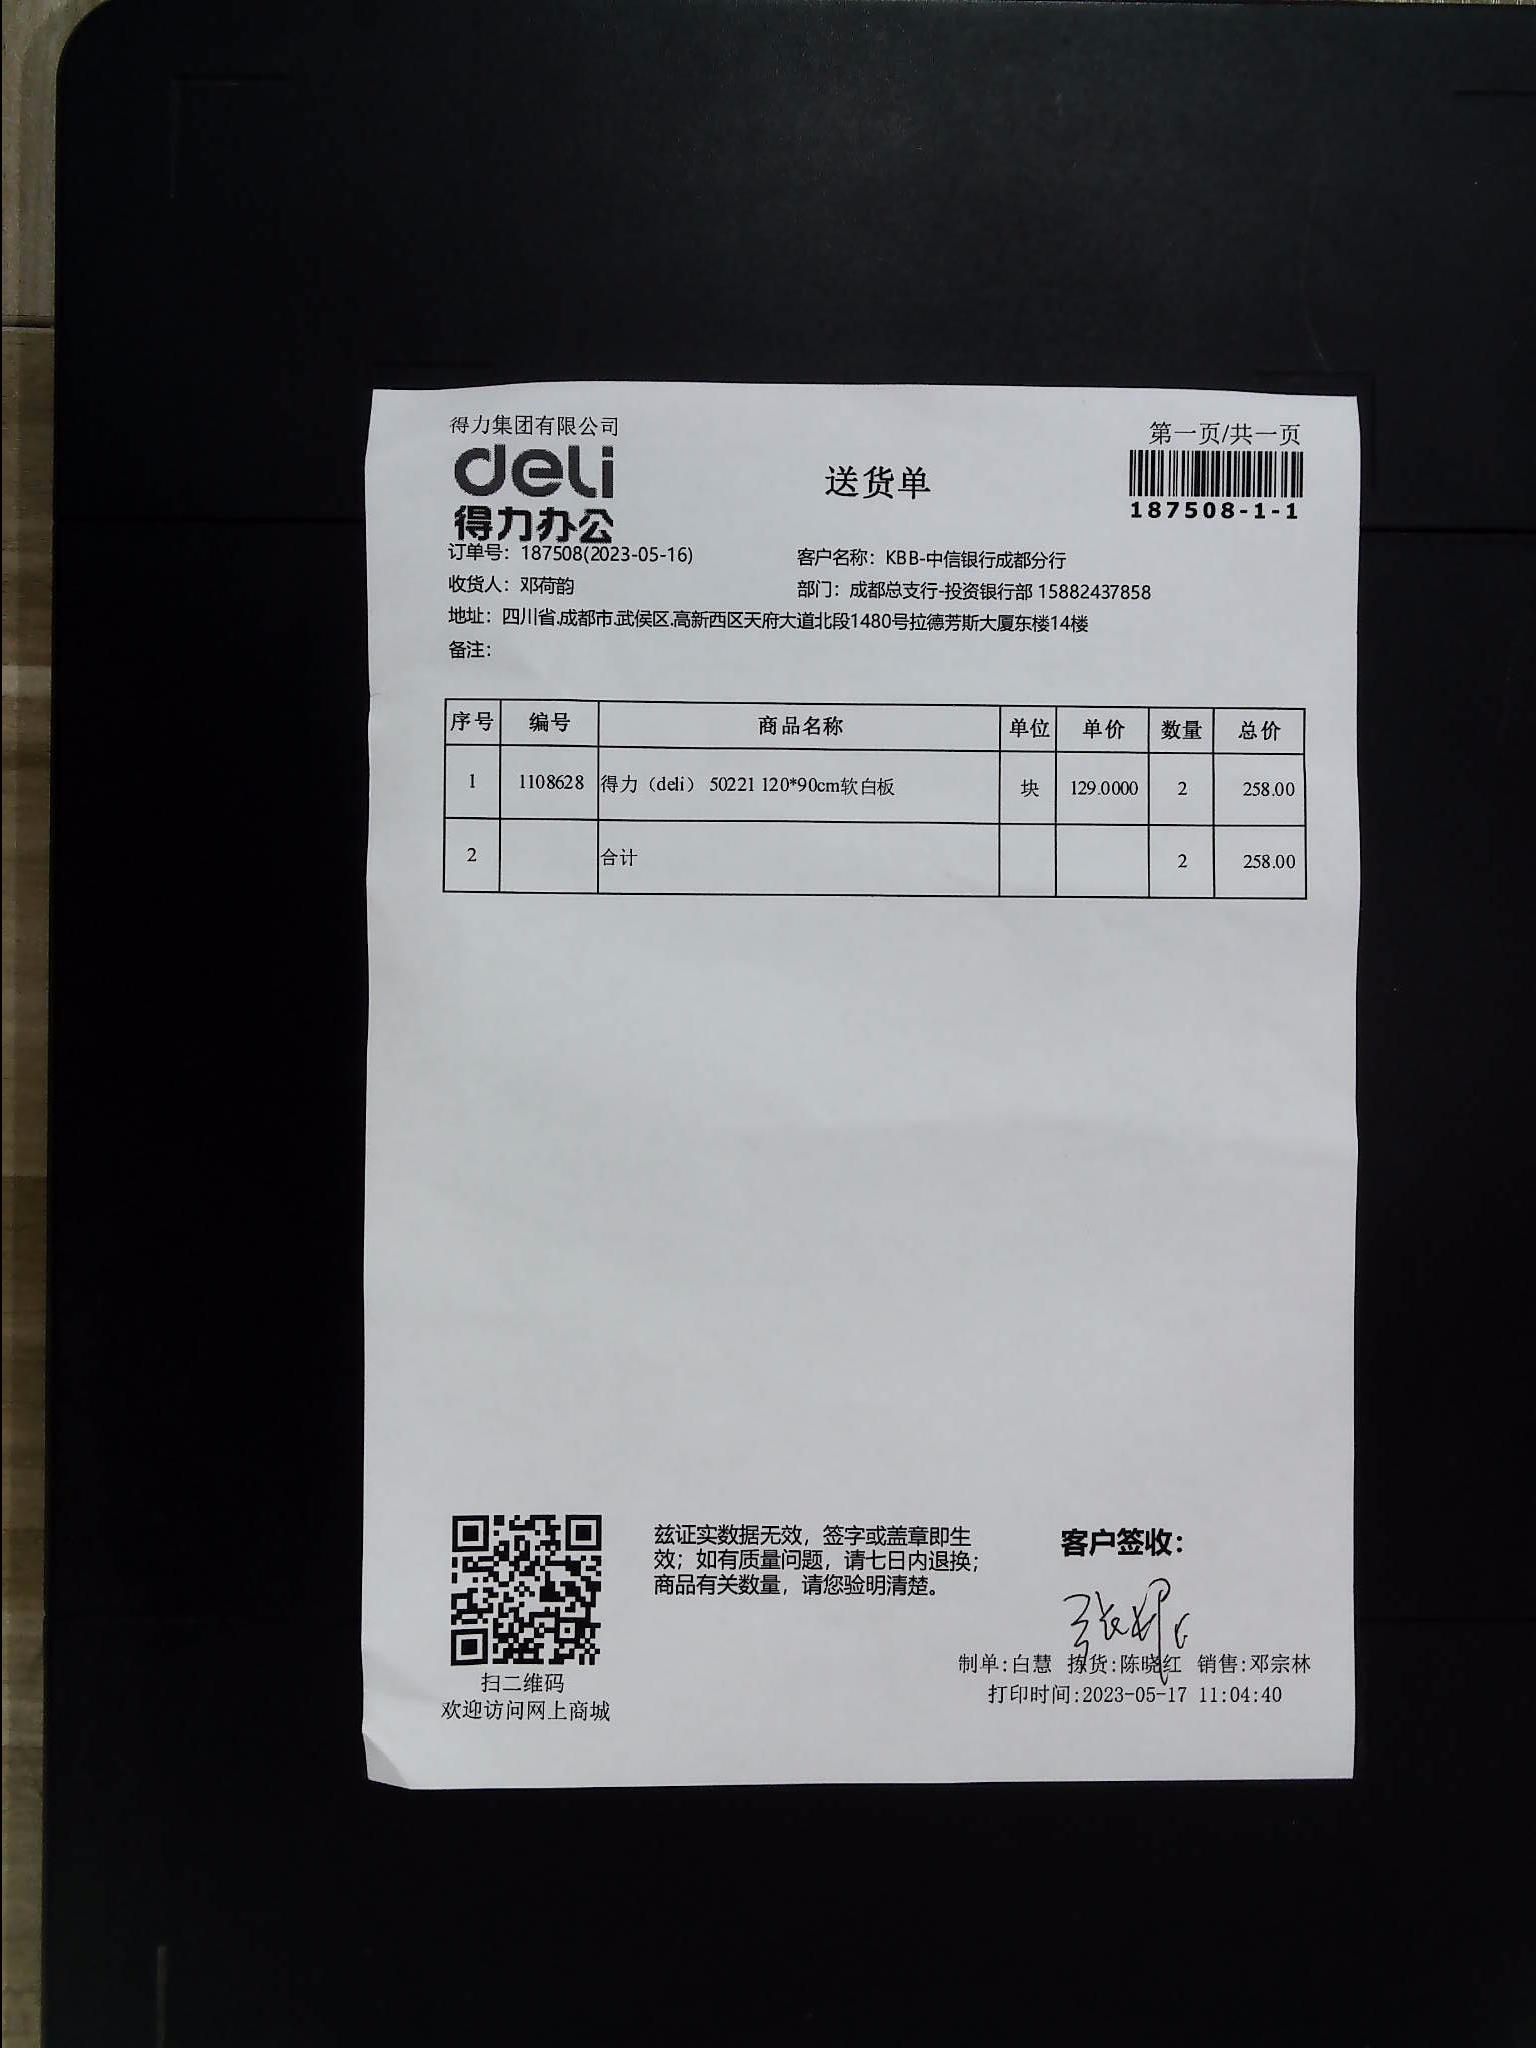 得力集团有限公司
第一页/共一页
deli
得力办公
送货单
187508-1-1
订单号：187508(2023-05-16)
客户名称：KBB-中信银行成都分行
收货人：邓荷韵
部门：成都总支行-投资银行部 15882437858
地址：四川省.成都市.武侯区.高新西区天府大道北段1480号拉德芳斯大厦东楼14楼
备注：
序号 编号 商品名称 单位 单价 数量 总价
1 1108628 得力（deli） 50221 120*90cm软白板 块 129.0000 2 258.00
2 合计 2 258.00
兹证实数据无效，签字或盖章即生
效；如有质量问题，请七日内退换；
商品有关数量，请您验明清楚。
客户签收：
扫二维码
欢迎访问网上商城
制单:白慧 拣货:陈晓红 销售:邓宗林
打印时间:2023-05-17 11:04:40